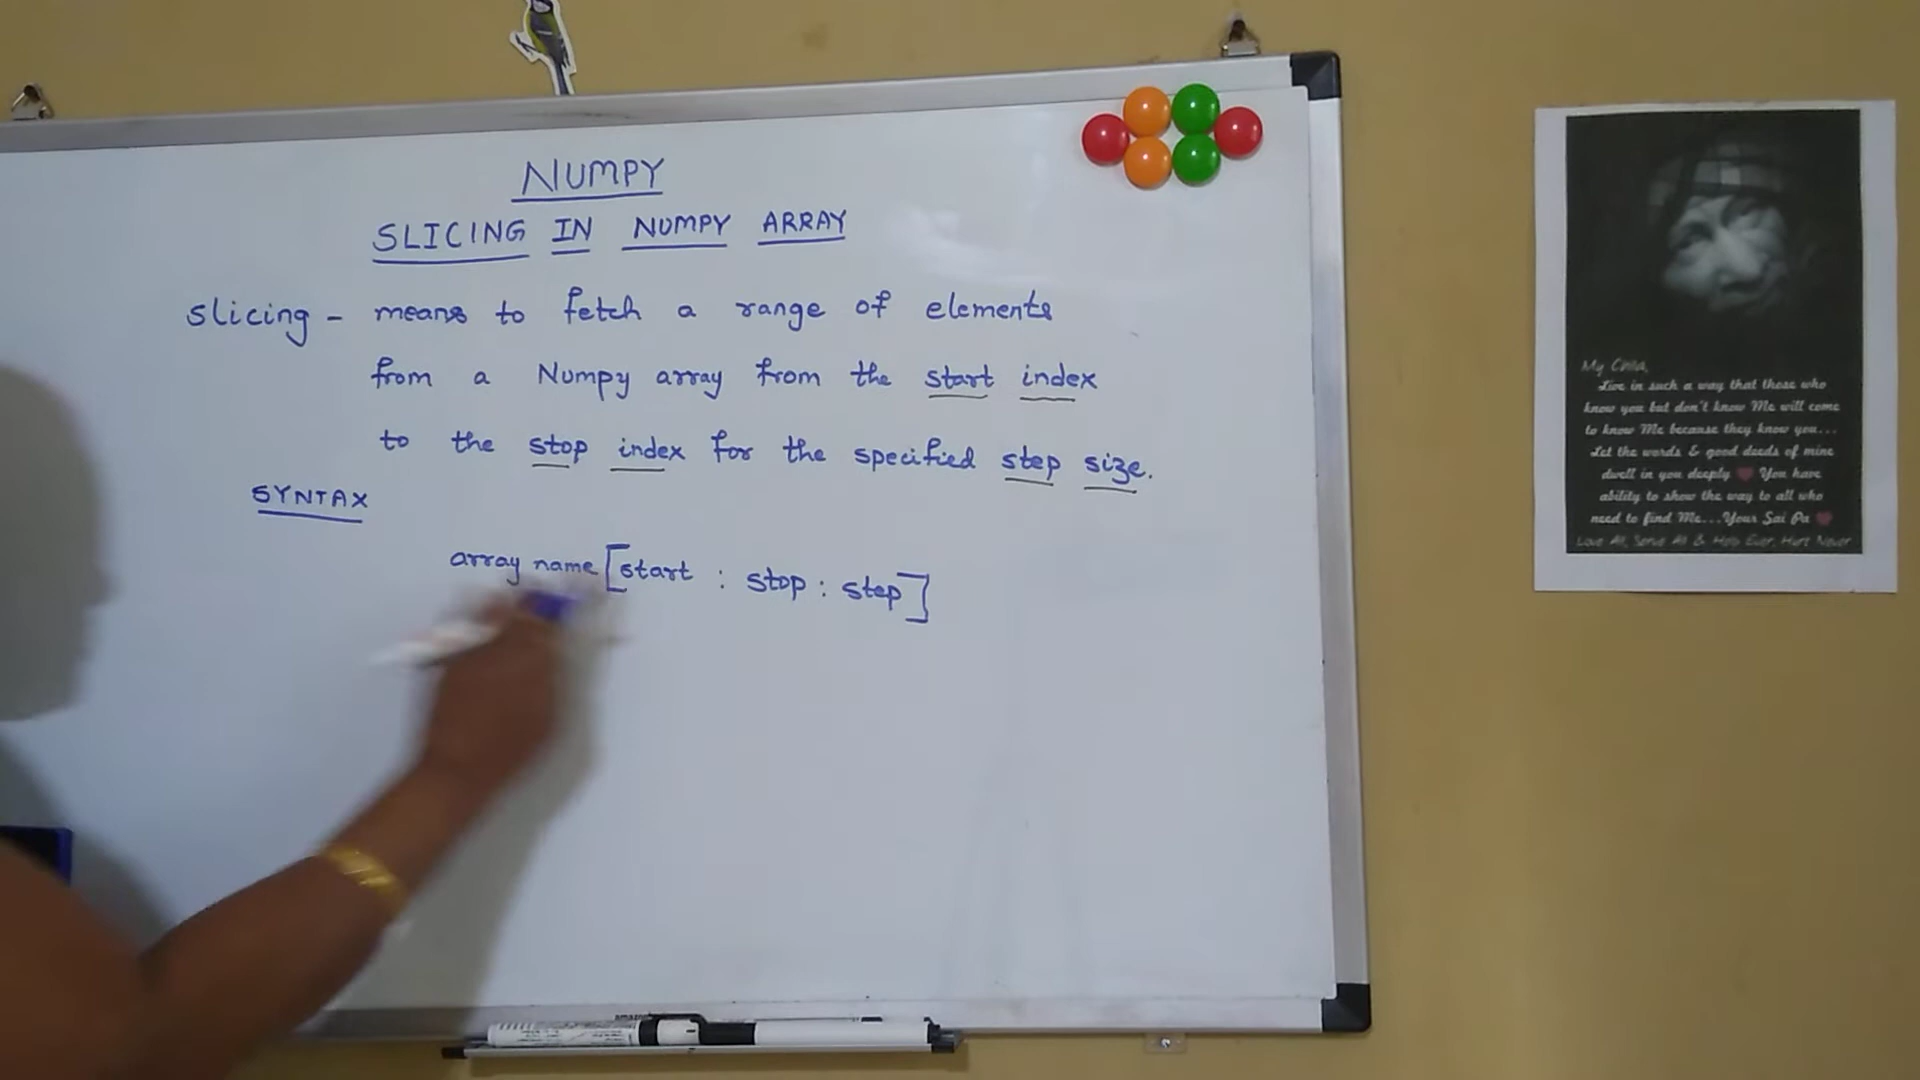 NUMPY
SLICING IN NUMPY ARRAY
slicing - means to fetch a range of elements
from a Numpy array from the start index
to the stop index for the specified step size.
SYNTAX
array name [start : stop : step]
My Child,
Live in such a way that those who
know you but don't know Me will come
to know Me because they know you...
Let the words & good deeds of mine
dwell in you deeply ❤ You have
ability to show the way to all who
need to find Me...Your Sai Pa ❤
Love All, Serve All & Help Ever, Hurt Never